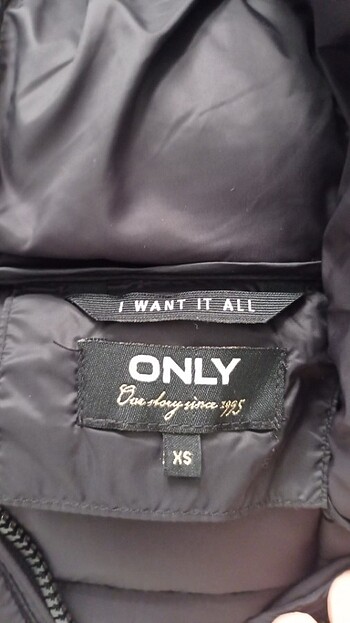 I WANT IT ALL
ONLY
Our story since 1995
XS